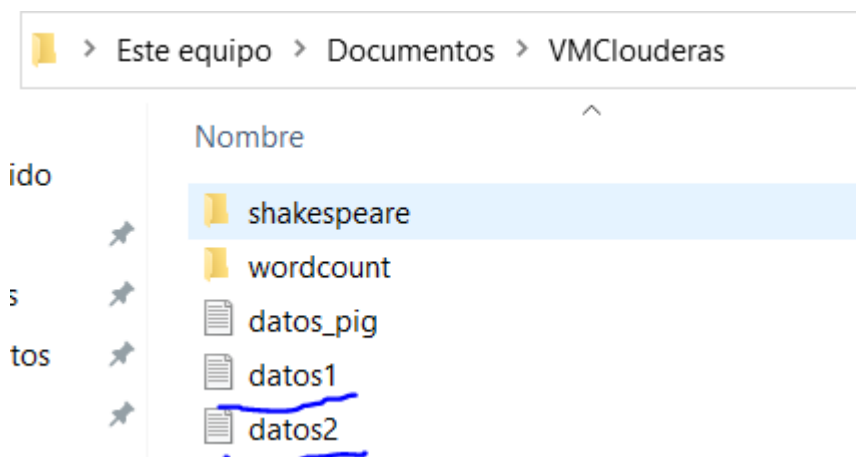 Este equipo > Documentos > VMClouderas
Nombre
ido
shakespeare
wordcount
s
datos_pig
tos
datos1
datos2